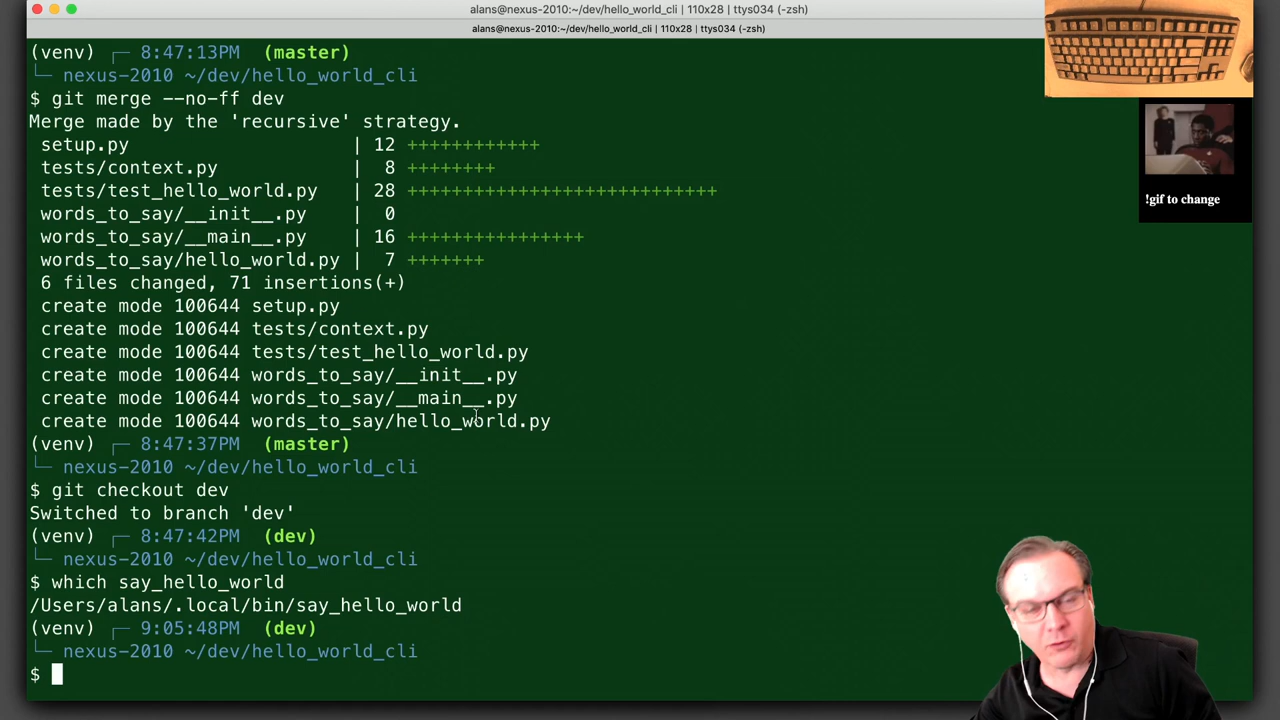 alans@nexus-2010:~/dev/hello_world_cli | 110x28 | ttys034 (-zsh)
alans@nexus-2010:~/dev/hello_world_cli | 110x28 | ttys034 (-zsh)
(venv) ┌─ 8:47:13PM  (master)
└─ nexus-2010 ~/dev/hello_world_cli
$ git merge --no-ff dev
Merge made by the 'recursive' strategy.
 setup.py                    | 12 ++++++++++++
 tests/context.py            |  8 ++++++++
 tests/test_hello_world.py   | 28 ++++++++++++++++++++++++++++
 words_to_say/__init__.py    |  0
 words_to_say/__main__.py    | 16 ++++++++++++++++
 words_to_say/hello_world.py |  7 +++++++
 6 files changed, 71 insertions(+)
 create mode 100644 setup.py
 create mode 100644 tests/context.py
 create mode 100644 tests/test_hello_world.py
 create mode 100644 words_to_say/__init__.py
 create mode 100644 words_to_say/__main__.py
 create mode 100644 words_to_say/hello_world.py
(venv) ┌─ 8:47:37PM  (master)
└─ nexus-2010 ~/dev/hello_world_cli
$ git checkout dev
Switched to branch 'dev'
(venv) ┌─ 8:47:42PM  (dev)
└─ nexus-2010 ~/dev/hello_world_cli
$ which say_hello_world
/Users/alans/.local/bin/say_hello_world
(venv) ┌─ 9:05:48PM  (dev)
└─ nexus-2010 ~/dev/hello_world_cli
$
!gif to change